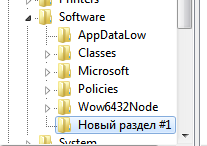 Printers
Software
AppDataLow
Classes
Microsoft
Policies
Wow6432Node
Новый раздел #1
System